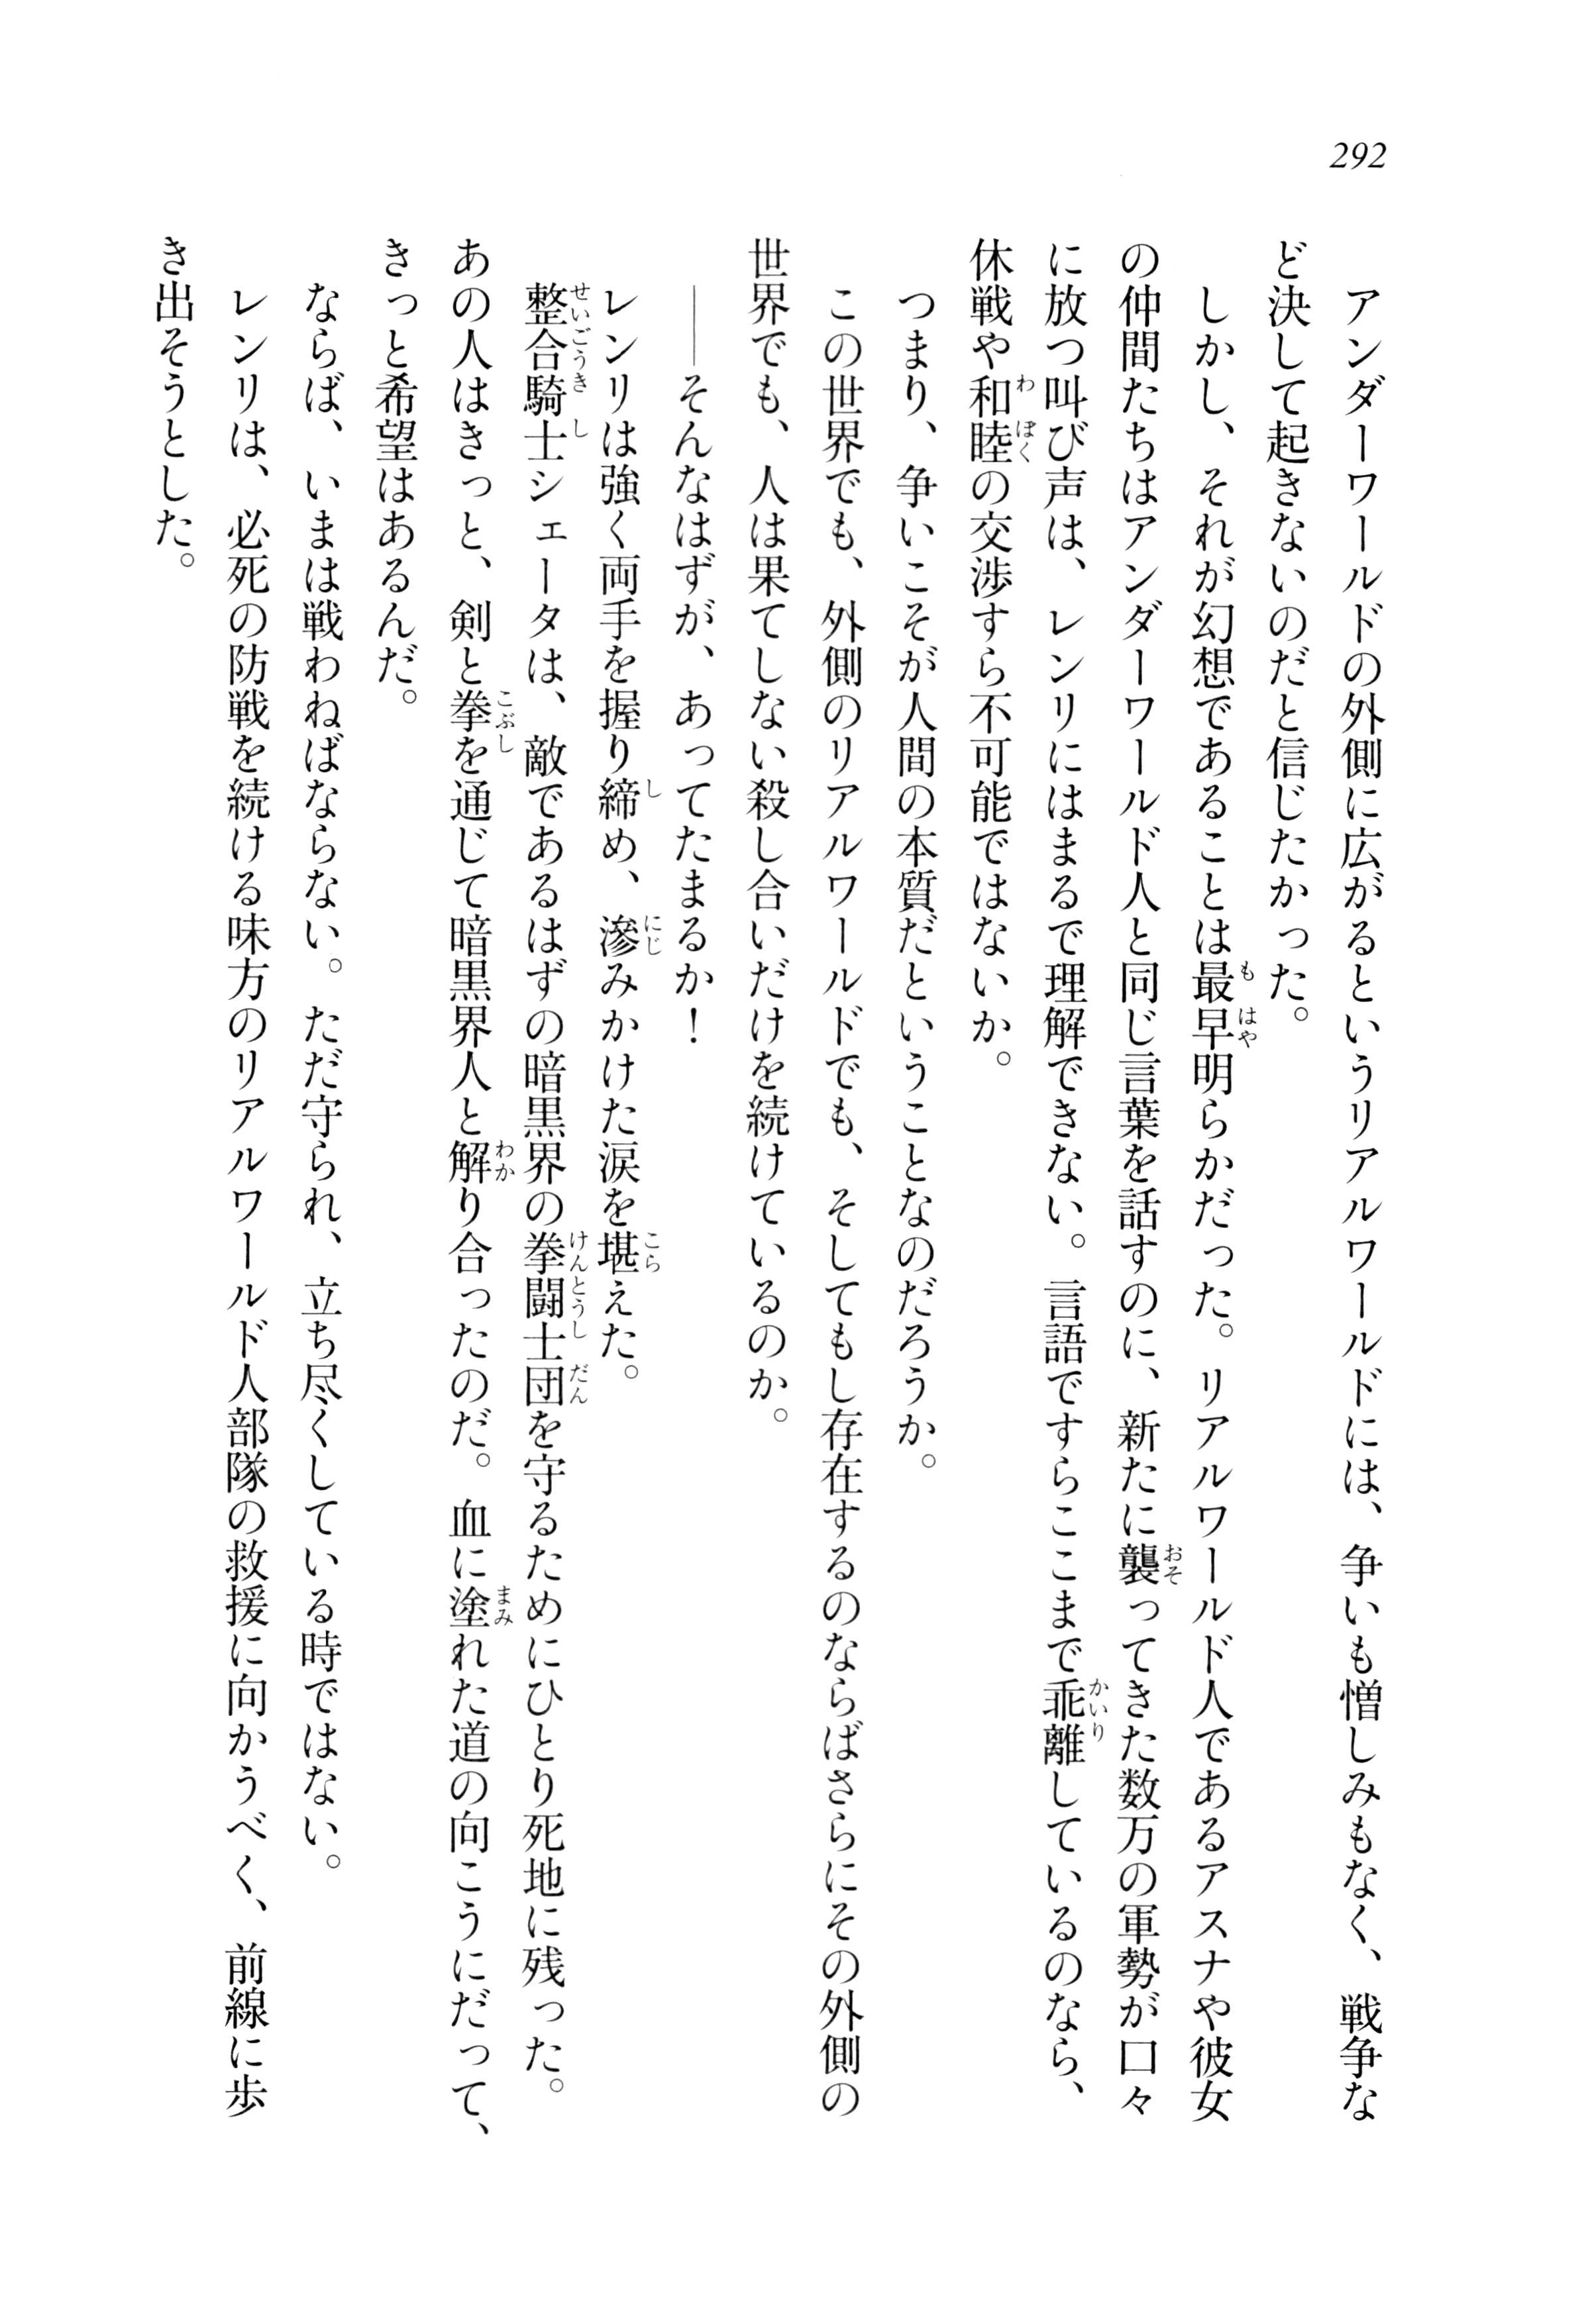 292
アンダーワールドの外側に広がるというリアルワールドには、争いも憎しみもなく、戦争な
ど決して起きないのだと信じたかった。
しかし、それが幻想であることは最早明らかだった。リアルワールド人であるアスナや彼女
の仲間たちはアンダーワールド人と同じ言葉を話すのに、新たに襲ってきた数万の軍勢が口々
に放つ叫び声は、レンリにはまるで理解できない。言語ですらここまで乖離しているのなら、
休戦や和睦の交渉すら不可能ではないか。
つまり、争いこそが人間の本質だということなのだろうか。
この世界でも、外側のリアルワールドでも、そしてもし存在するのならばさらにその外側の
世界でも、人は果てしない殺し合いだけを続けているのか。
――そんなはずが、あってたまるか！
レンリは強く両手を握り締め、滲みかけた涙を堪えた。
整合騎士シェータは、敵であるはずの暗黒界の拳闘士団を守るためにひとり死地に残った。
あの人はきっと、剣と拳を通じて暗黒界人と解り合ったのだ。血に塗れた道の向こうにだって、
きっと希望はあるんだ。
ならば、いまは戦わねばならない。ただ守られ、立ち尽くしている時ではない。
レンリは、必死の防戦を続ける味方のリアルワールド人部隊の救援に向かうべく、前線に歩
き出そうとした。